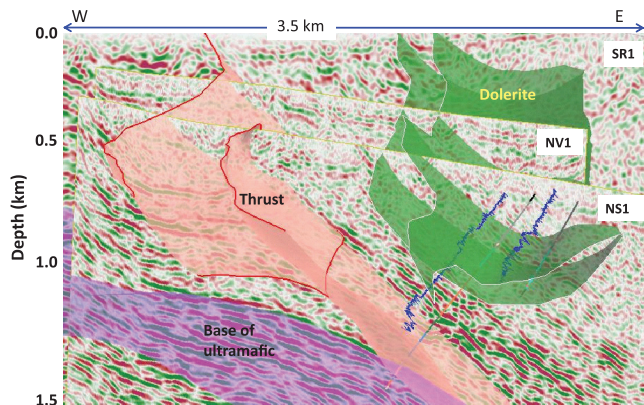 W
3.5 km
E
0.0
SR1
Dolerite
0.5
NV1
Thrust
NS1
Depth (km)
1.0
Base of
ultramafic
1.5